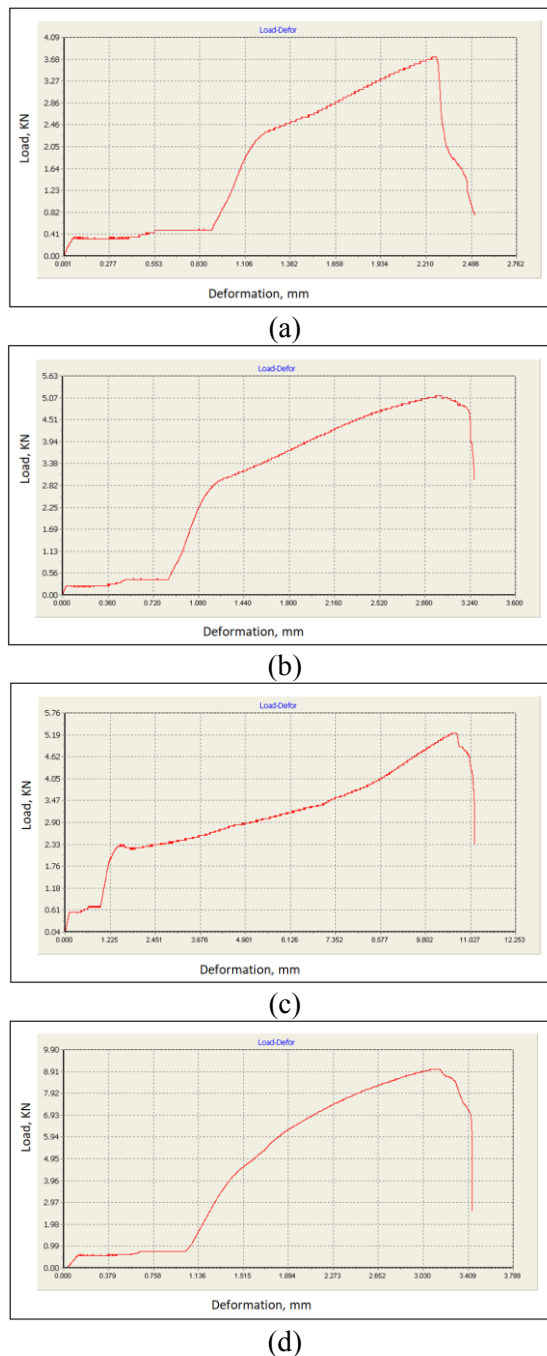 Load-Defor
4.09
3.68
3.27
2.86
2.45
2.05
1.64
1.23
0.82
0.41
0.00
0.001 0.277 0.553 0.830 1.106 1.382 1.658 1.934 2.210 2.486 2.762
Load, KN
Deformation, mm
(a)
Load-Defor
5.63
5.07
4.51
3.94
3.38
2.82
2.25
1.69
1.13
0.56
0.00
0.000 0.360 0.720 1.080 1.440 1.800 2.160 2.520 2.880 3.240 3.600
Load, KN
Deformation, mm
(b)
Load-Defor
5.76
5.19
4.62
4.05
3.47
2.90
2.33
1.76
1.18
0.61
0.04
0.000 1.225 2.451 3.676 4.901 6.126 7.352 8.577 9.802 11.027 12.253
Load, KN
Deformation, mm
(c)
Load-Defor
9.90
8.91
7.92
6.93
5.94
4.95
3.96
2.97
1.98
0.99
0.00
0.000 0.379 0.758 1.136 1.515 1.894 2.273 2.652 3.030 3.409 3.788
Load, KN
Deformation, mm
(d)